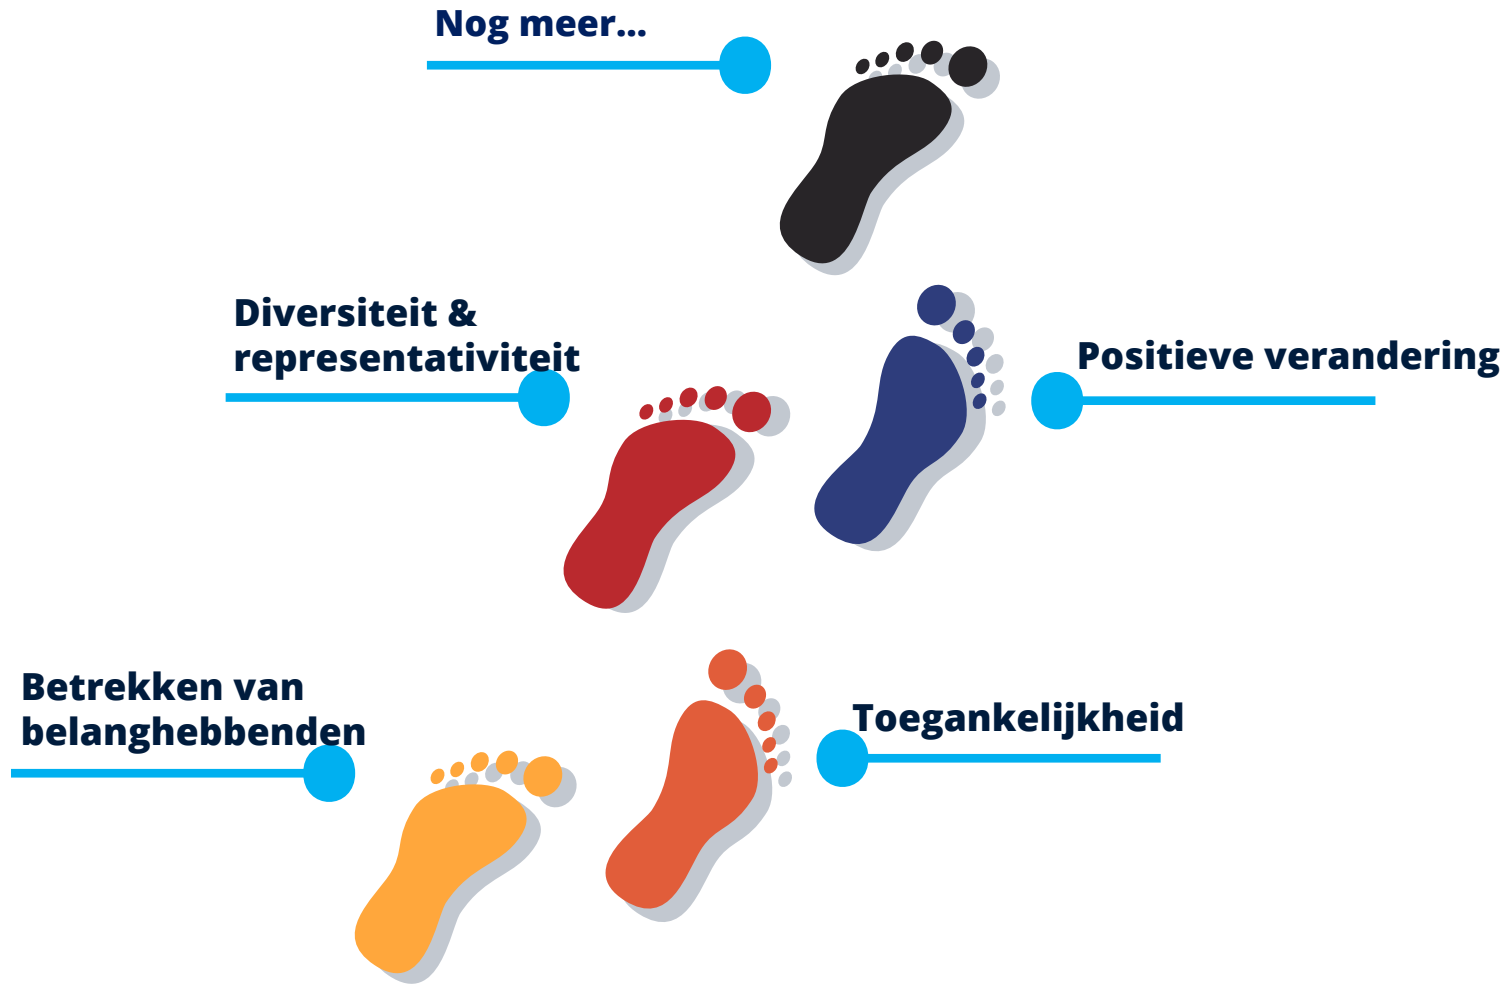 Nog meer...
Diversiteit &
representativiteit
Positieve verandering
Betrekken van
belanghebbenden
Toegankelijkheid